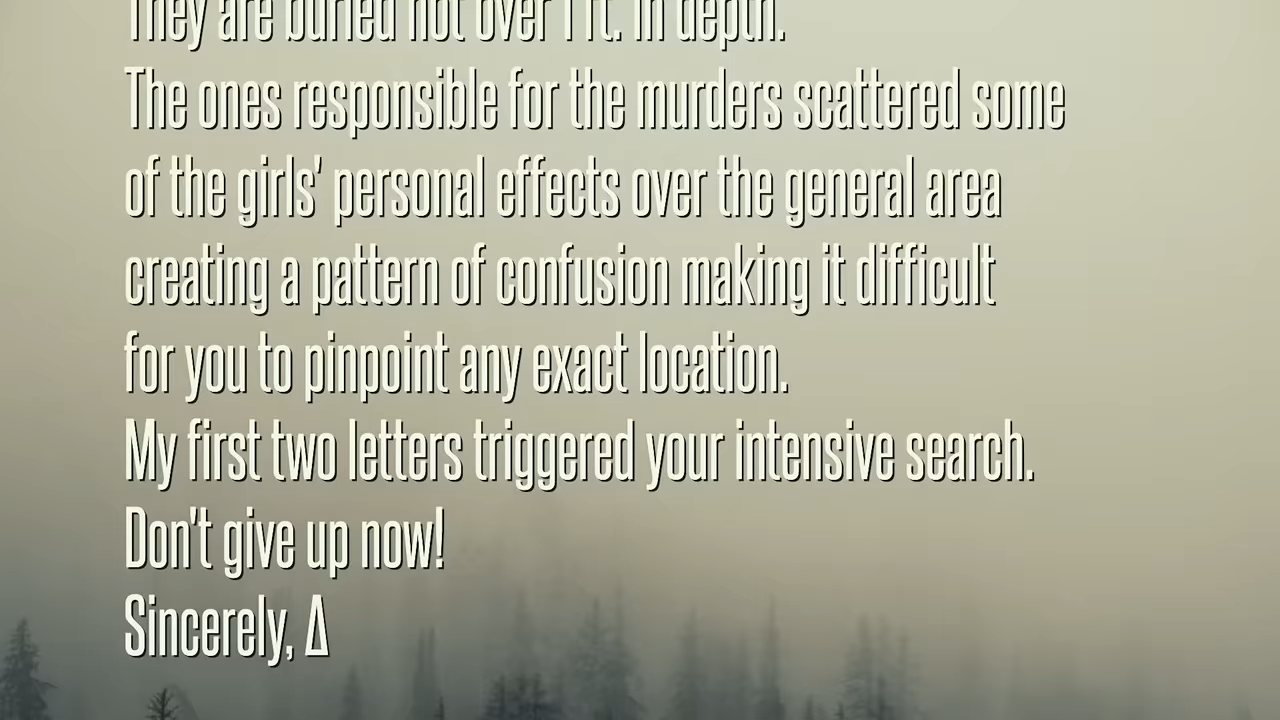 They are buried not over 1 ft. in depth.
The ones responsible for the murders scattered some
of the girls' personal effects over the general area
creating a pattern of confusion making it difficult
for you to pinpoint any exact location.
My first two letters triggered your intensive search.
Don't give up now!
Sincerely, Δ